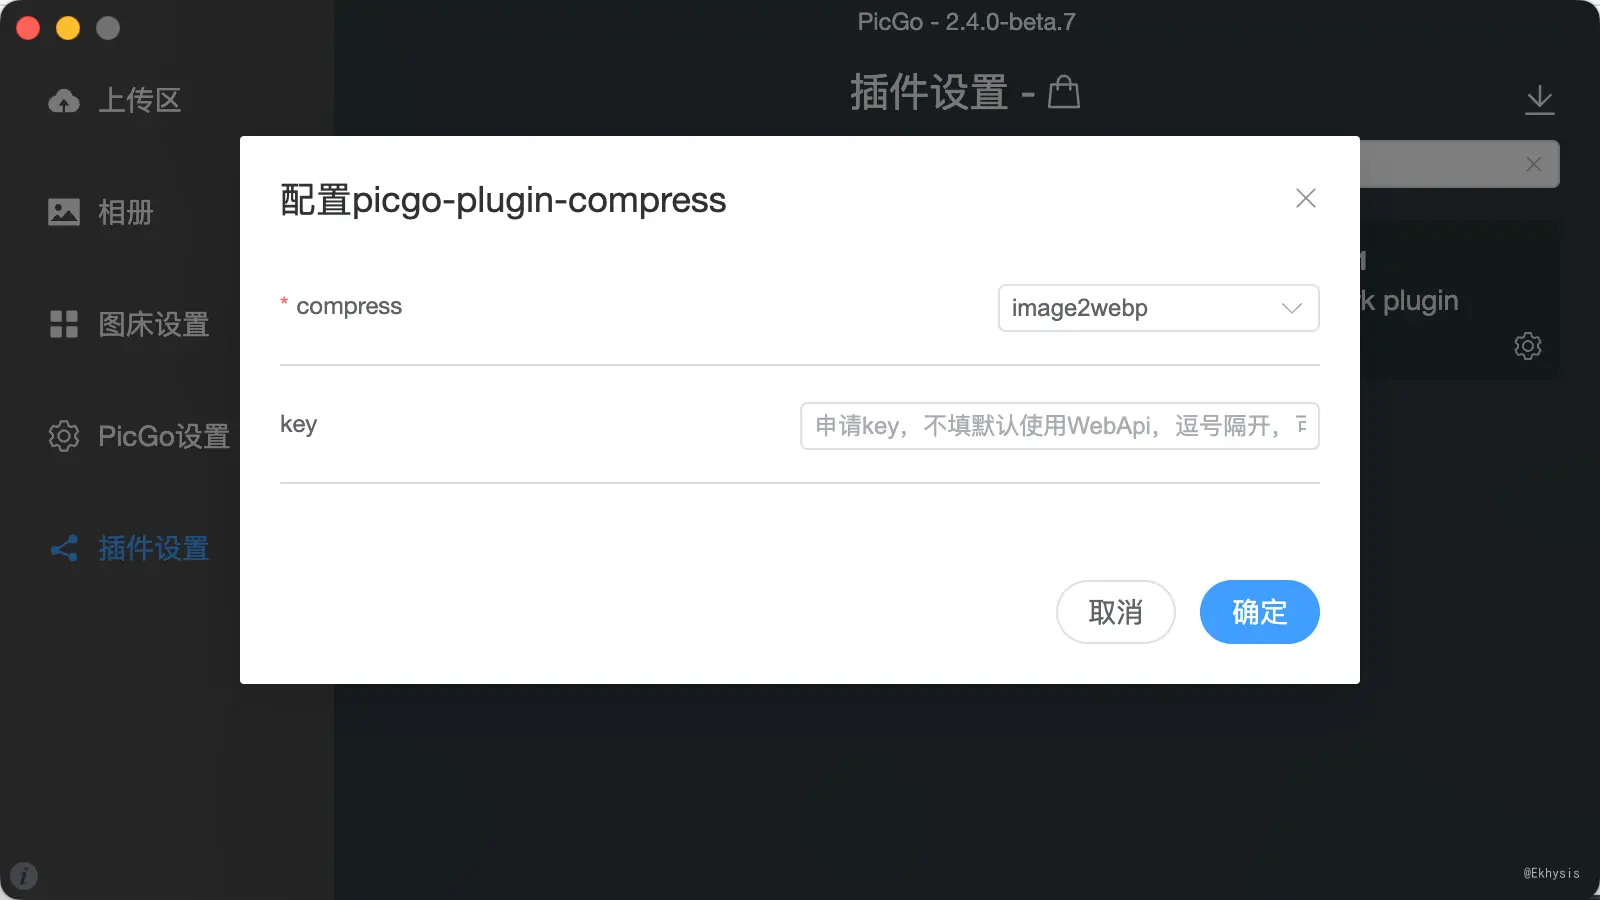 PicGo - 2.4.0-beta.7
插件设置 -
上传区
相册
图床设置
PicGo设置
插件设置
配置picgo-plugin-compress
* compress
image2webp
key
申请key，不填默认使用WebApi，逗号隔开，
k plugin
取消
确定
@Ekhysis